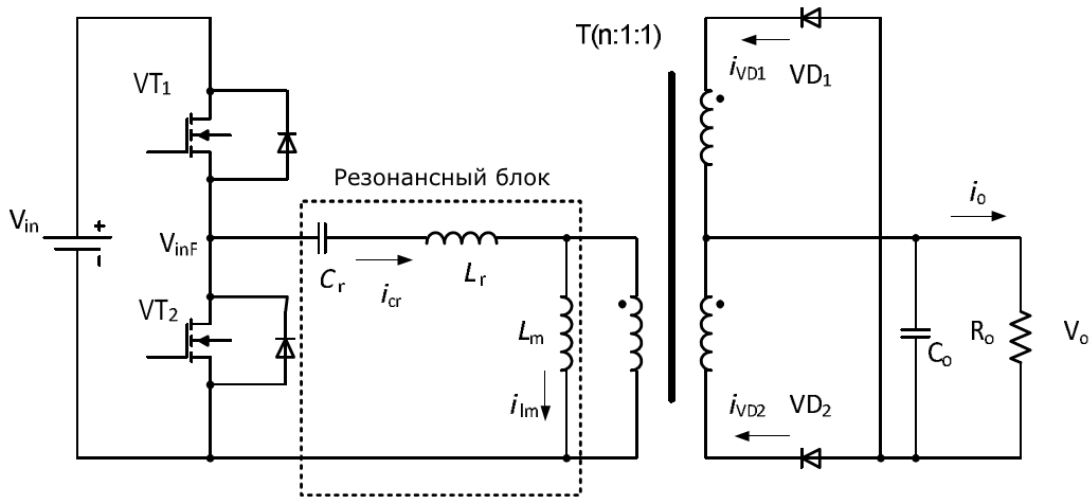 T(n:1:1)
iVD1
VD1
VT1
Резонансный блок
io
Vin
+
-
VinF
Cr
icr
Lr
VT2
Lm
ilm
Co
Ro
Vo
iVD2
VD2